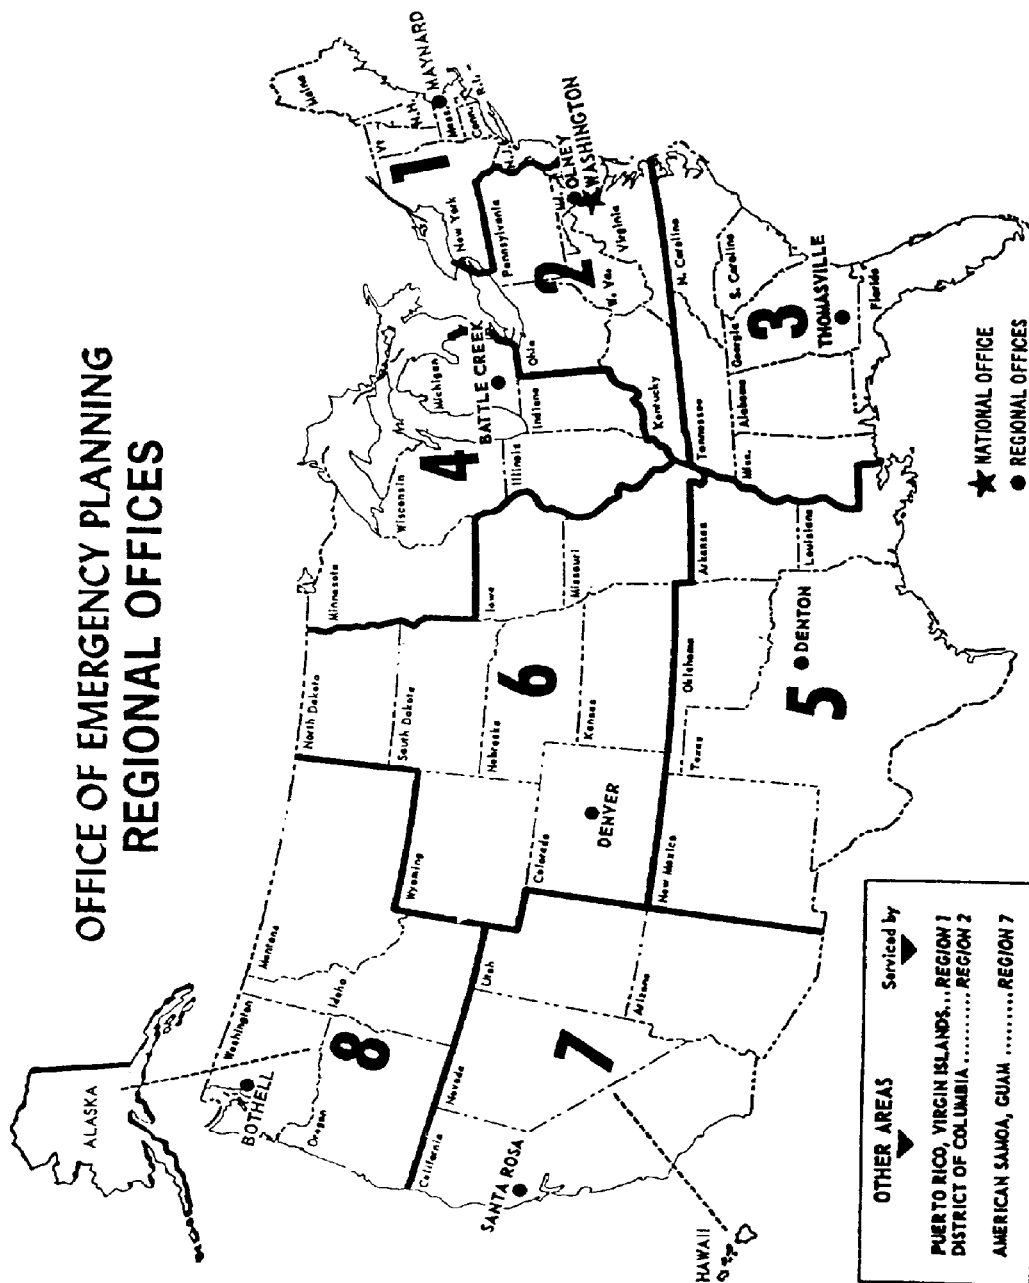 OFFICE OF EMERGENCY PLANNING
REGIONAL OFFICES
ALASKA
Washington
BOTHELL
Oregon
Idaho
Montana
8
California
Nevada
Utah
Arizona
7
SANTA ROSA
HAWAII
Wyoming
Colorado
DENVER
North Dakota
South Dakota
Nebraska
Kansas
6
Iowa
Missouri
New Mexico
Texas
Oklahoma
Arkansas
Louisiana
DENTON
5
Minnesota
Wisconsin
Michigan
4
BATTLE CREEK
Illinois
Indiana
Ohio
Kentucky
Tennessee
Miss.
Alabama
Georgia
N. Carolina
S. Carolina
3
THOMASVILLE
Florida
Pennsylvania
2
W. Va.
Virginia
OLNEY
WASHINGTON
New York
1
Vt
N.H.
Maine
Mass.
Conn.
R.I.
N.J.
MAYNARD
OTHER AREAS Serviced by
PUERTO RICO, VIRGIN ISLANDS...REGION 1
DISTRICT OF COLUMBIA..........REGION 2
AMERICAN SAMOA, GUAM........REGION 7
NATIONAL OFFICE
REGIONAL OFFICES